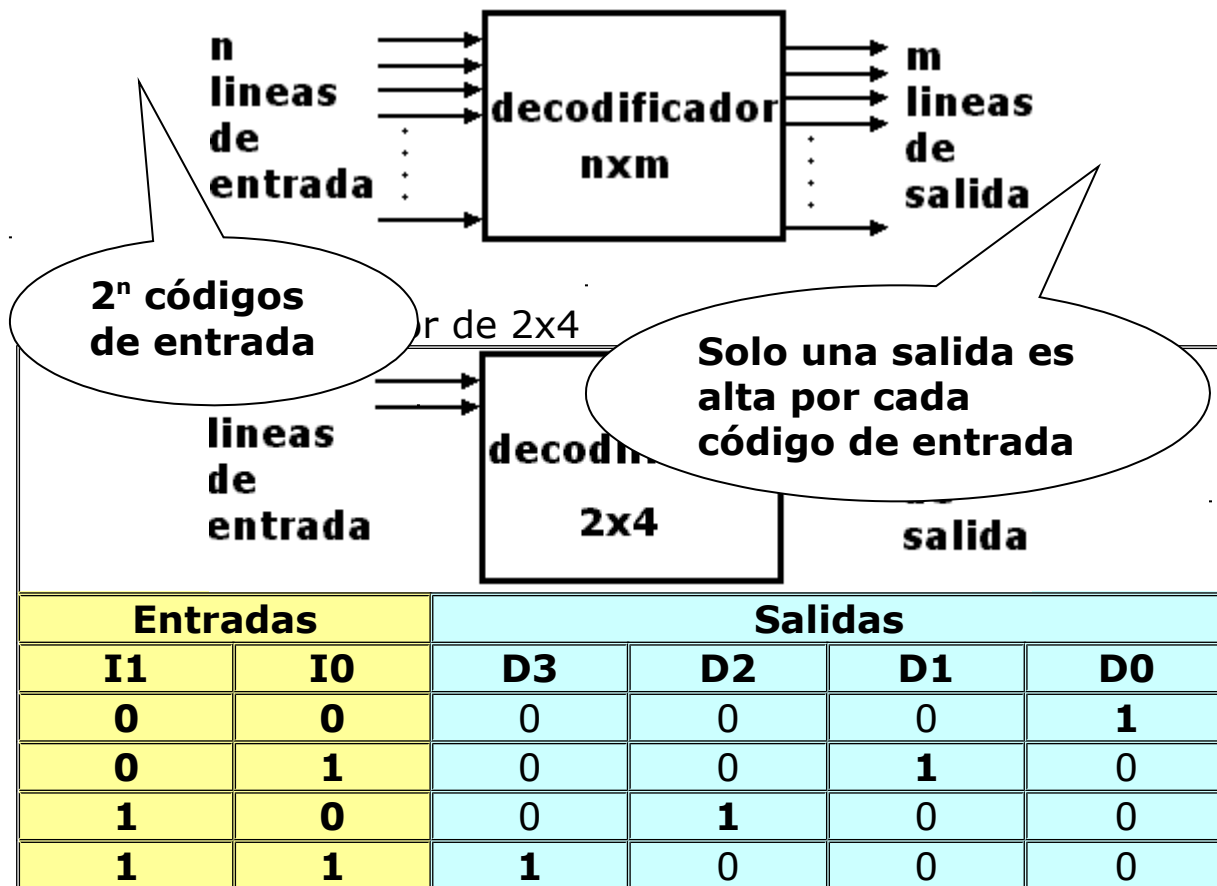 n
lineas
de
entrada
decodificador
nxm
m
lineas
de
salida
2ⁿ códigos
de entrada
r de 2x4
Solo una salida es
alta por cada
código de entrada
lineas
de
entrada
2x4
salida
Entradas Salidas
I1 I0 D3 D2 D1 D0
0 0 0 0 0 1
0 1 0 0 1 0
1 0 0 1 0 0
1 1 1 0 0 0